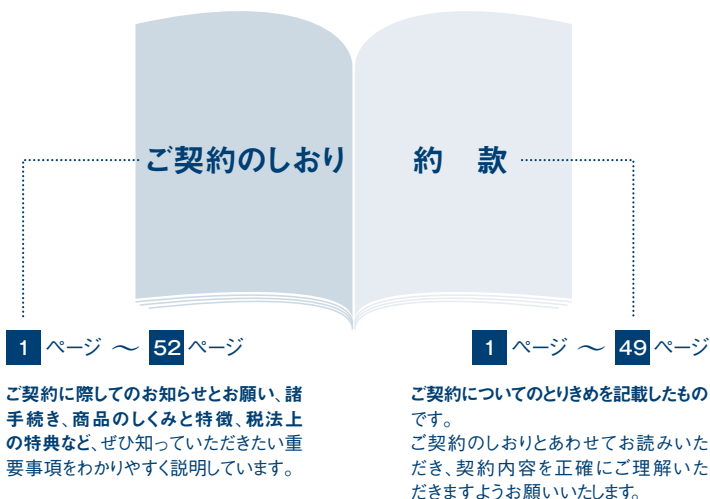 ご契約のしおり
約　款
1 ページ 〜 52 ページ
ご契約に際してのお知らせとお願い、諸
手続き、商品のしくみと特徴、税法上
の特典など、ぜひ知っていただきたい重
要事項をわかりやすく説明しています。
1 ページ 〜 49 ページ
ご契約についてのとりきめを記載したもの
です。
ご契約のしおりとあわせてお読みいた
だき、契約内容を正確にご理解いた
だきますようお願いいたします。